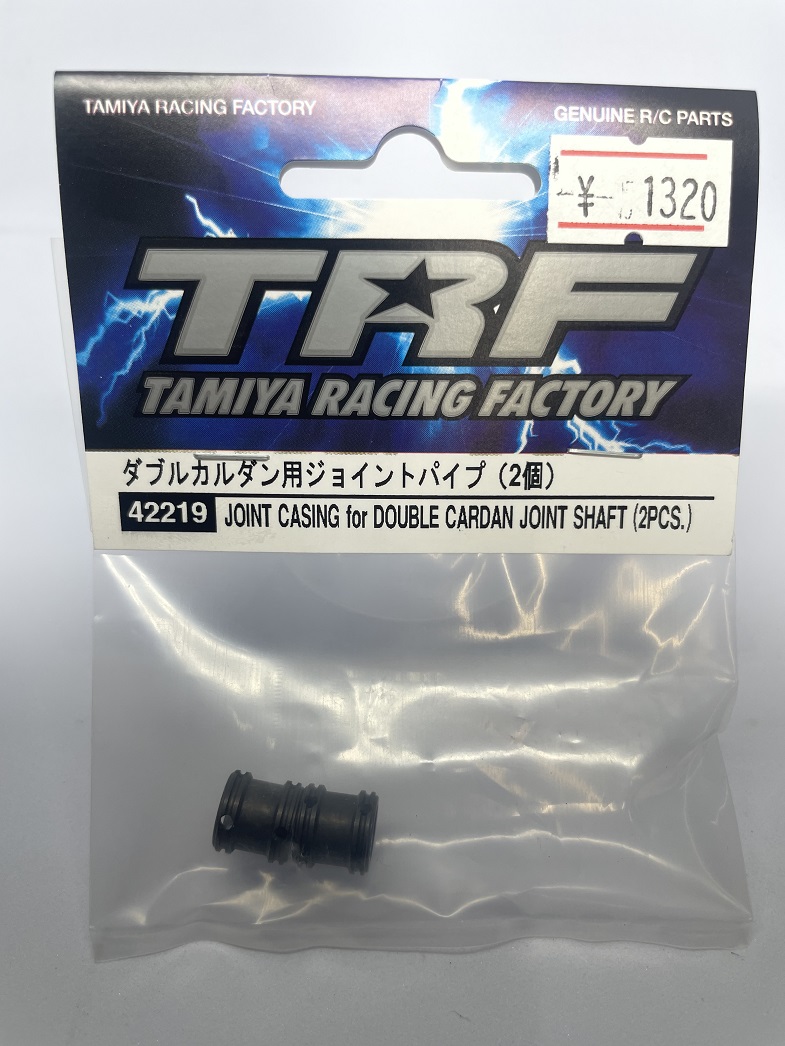 TAMIYA RACING FACTORY
GENUINE R/C PARTS
¥ 1320
TRF
TAMIYA RACING FACTORY
ダブルカルダン用ジョイントパイプ（2個）
42219 JOINT CASING for DOUBLE CARDAN JOINT SHAFT (2PCS.)